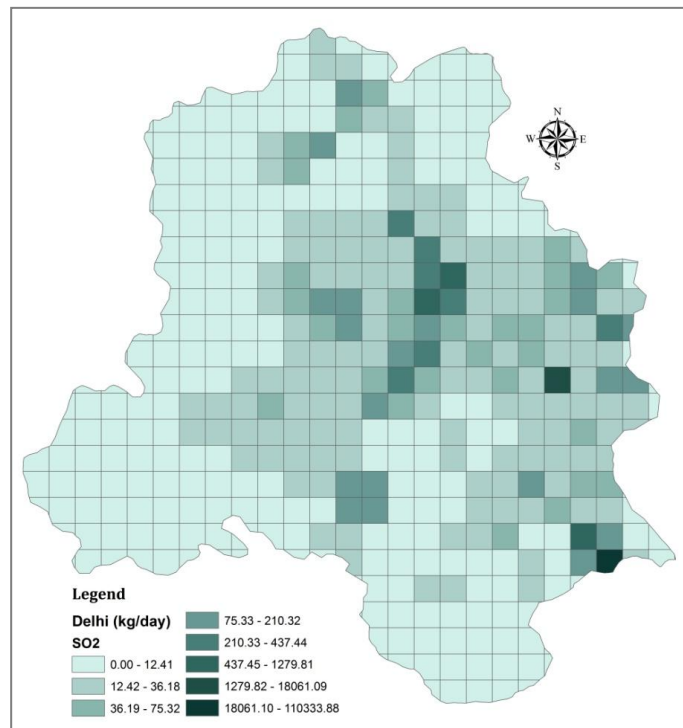 N
W E
S
Legend
Delhi (kg/day)
SO2
0.00 - 12.41
12.42 - 36.18
36.19 - 75.32
75.33 - 210.32
210.33 - 437.44
437.45 - 1279.81
1279.82 - 18061.09
18061.10 - 110333.88